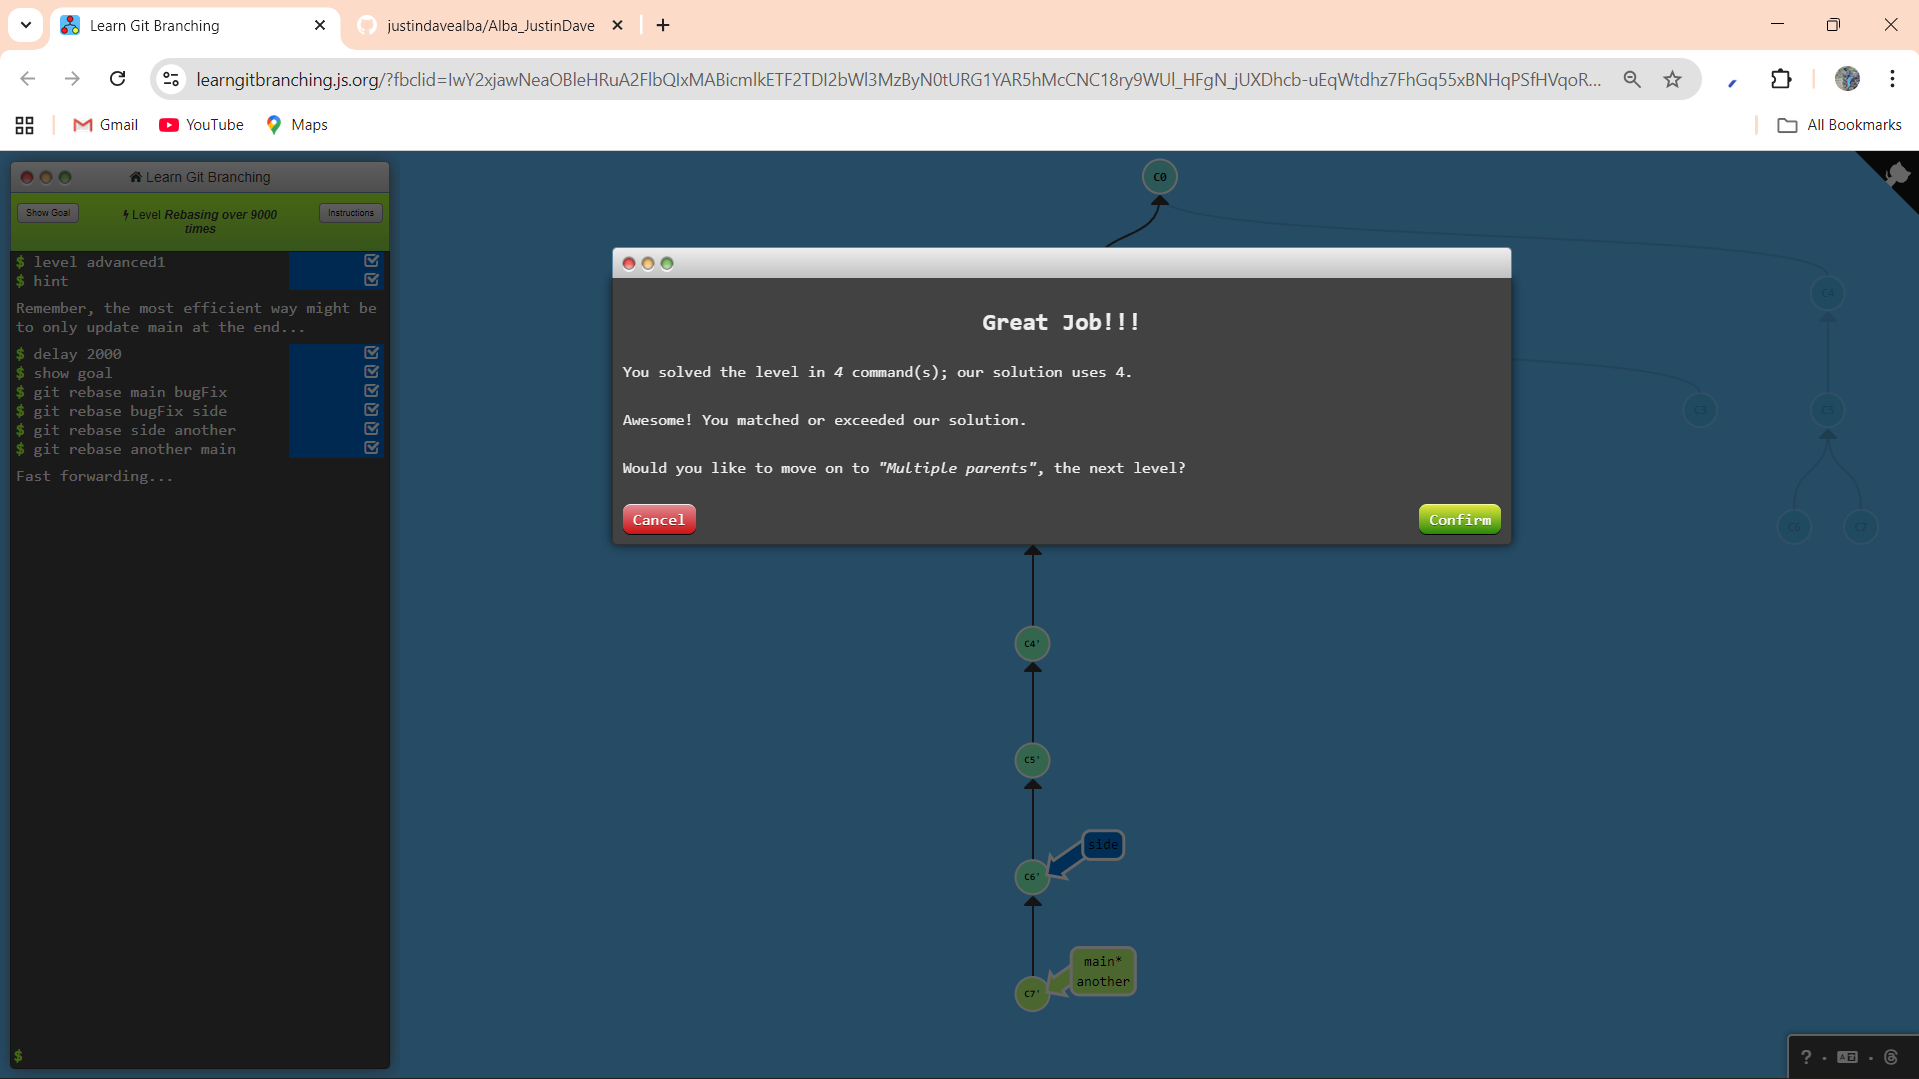 Learn Git Branching
justindavealba/Alba_JustinDave
learngitbranching.js.org/?fbclid=IwY2xjawNeaOBleHRuA2FlbQIxMABicmlkETF2TDI2bWl3MzByN0tURG1YAR5hMcCNC18ry9WUl_HFgN_jUXDhcb-uEqWtdhz7FhGq55xBNHqPSfHVqoR...
Gmail
YouTube
Maps
All Bookmarks
Learn Git Branching
Show Goal
Level Rebasing over 9000
times
Instructions
$ level advanced1
$ hint
Remember, the most efficient way might be
to only update main at the end...
$ delay 2000
$ show goal
$ git rebase main bugFix
$ git rebase bugFix side
$ git rebase side another
$ git rebase another main
Fast forwarding...
$
C0
Great Job!!!
You solved the level in 4 command(s); our solution uses 4.
Awesome! You matched or exceeded our solution.
Would you like to move on to "Multiple parents", the next level?
Cancel
Confirm
C4
C3
C5
C6
C7
C4'
C5'
side
C6'
main*
another
C7'
?